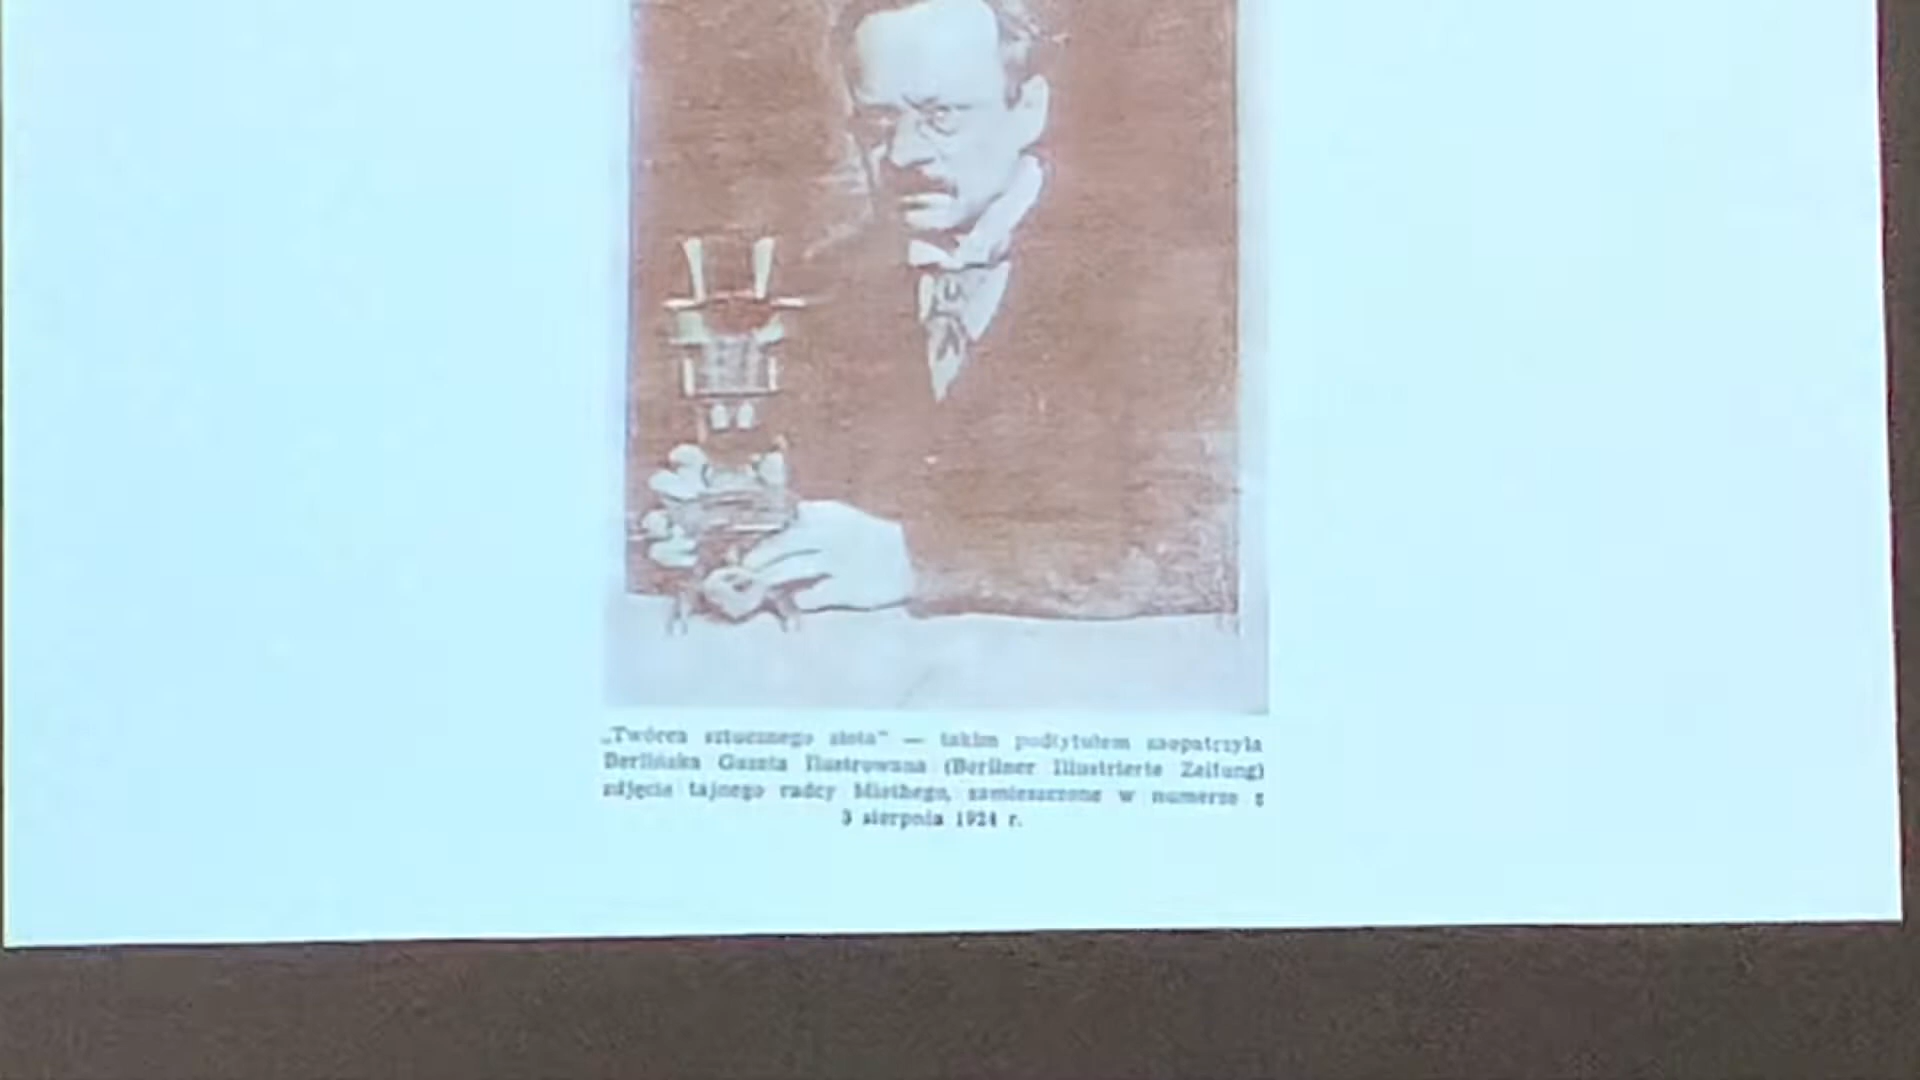 „Twórca sztucznego złota” — takim podtytułem zaopatrzyła
Berlińska Gazeta Ilustrowana (Berliner Illustrierte Zeitung)
zdjęcie tajnego radcy Miethego, zamieszczone w numerze z
3 sierpnia 1924 r.